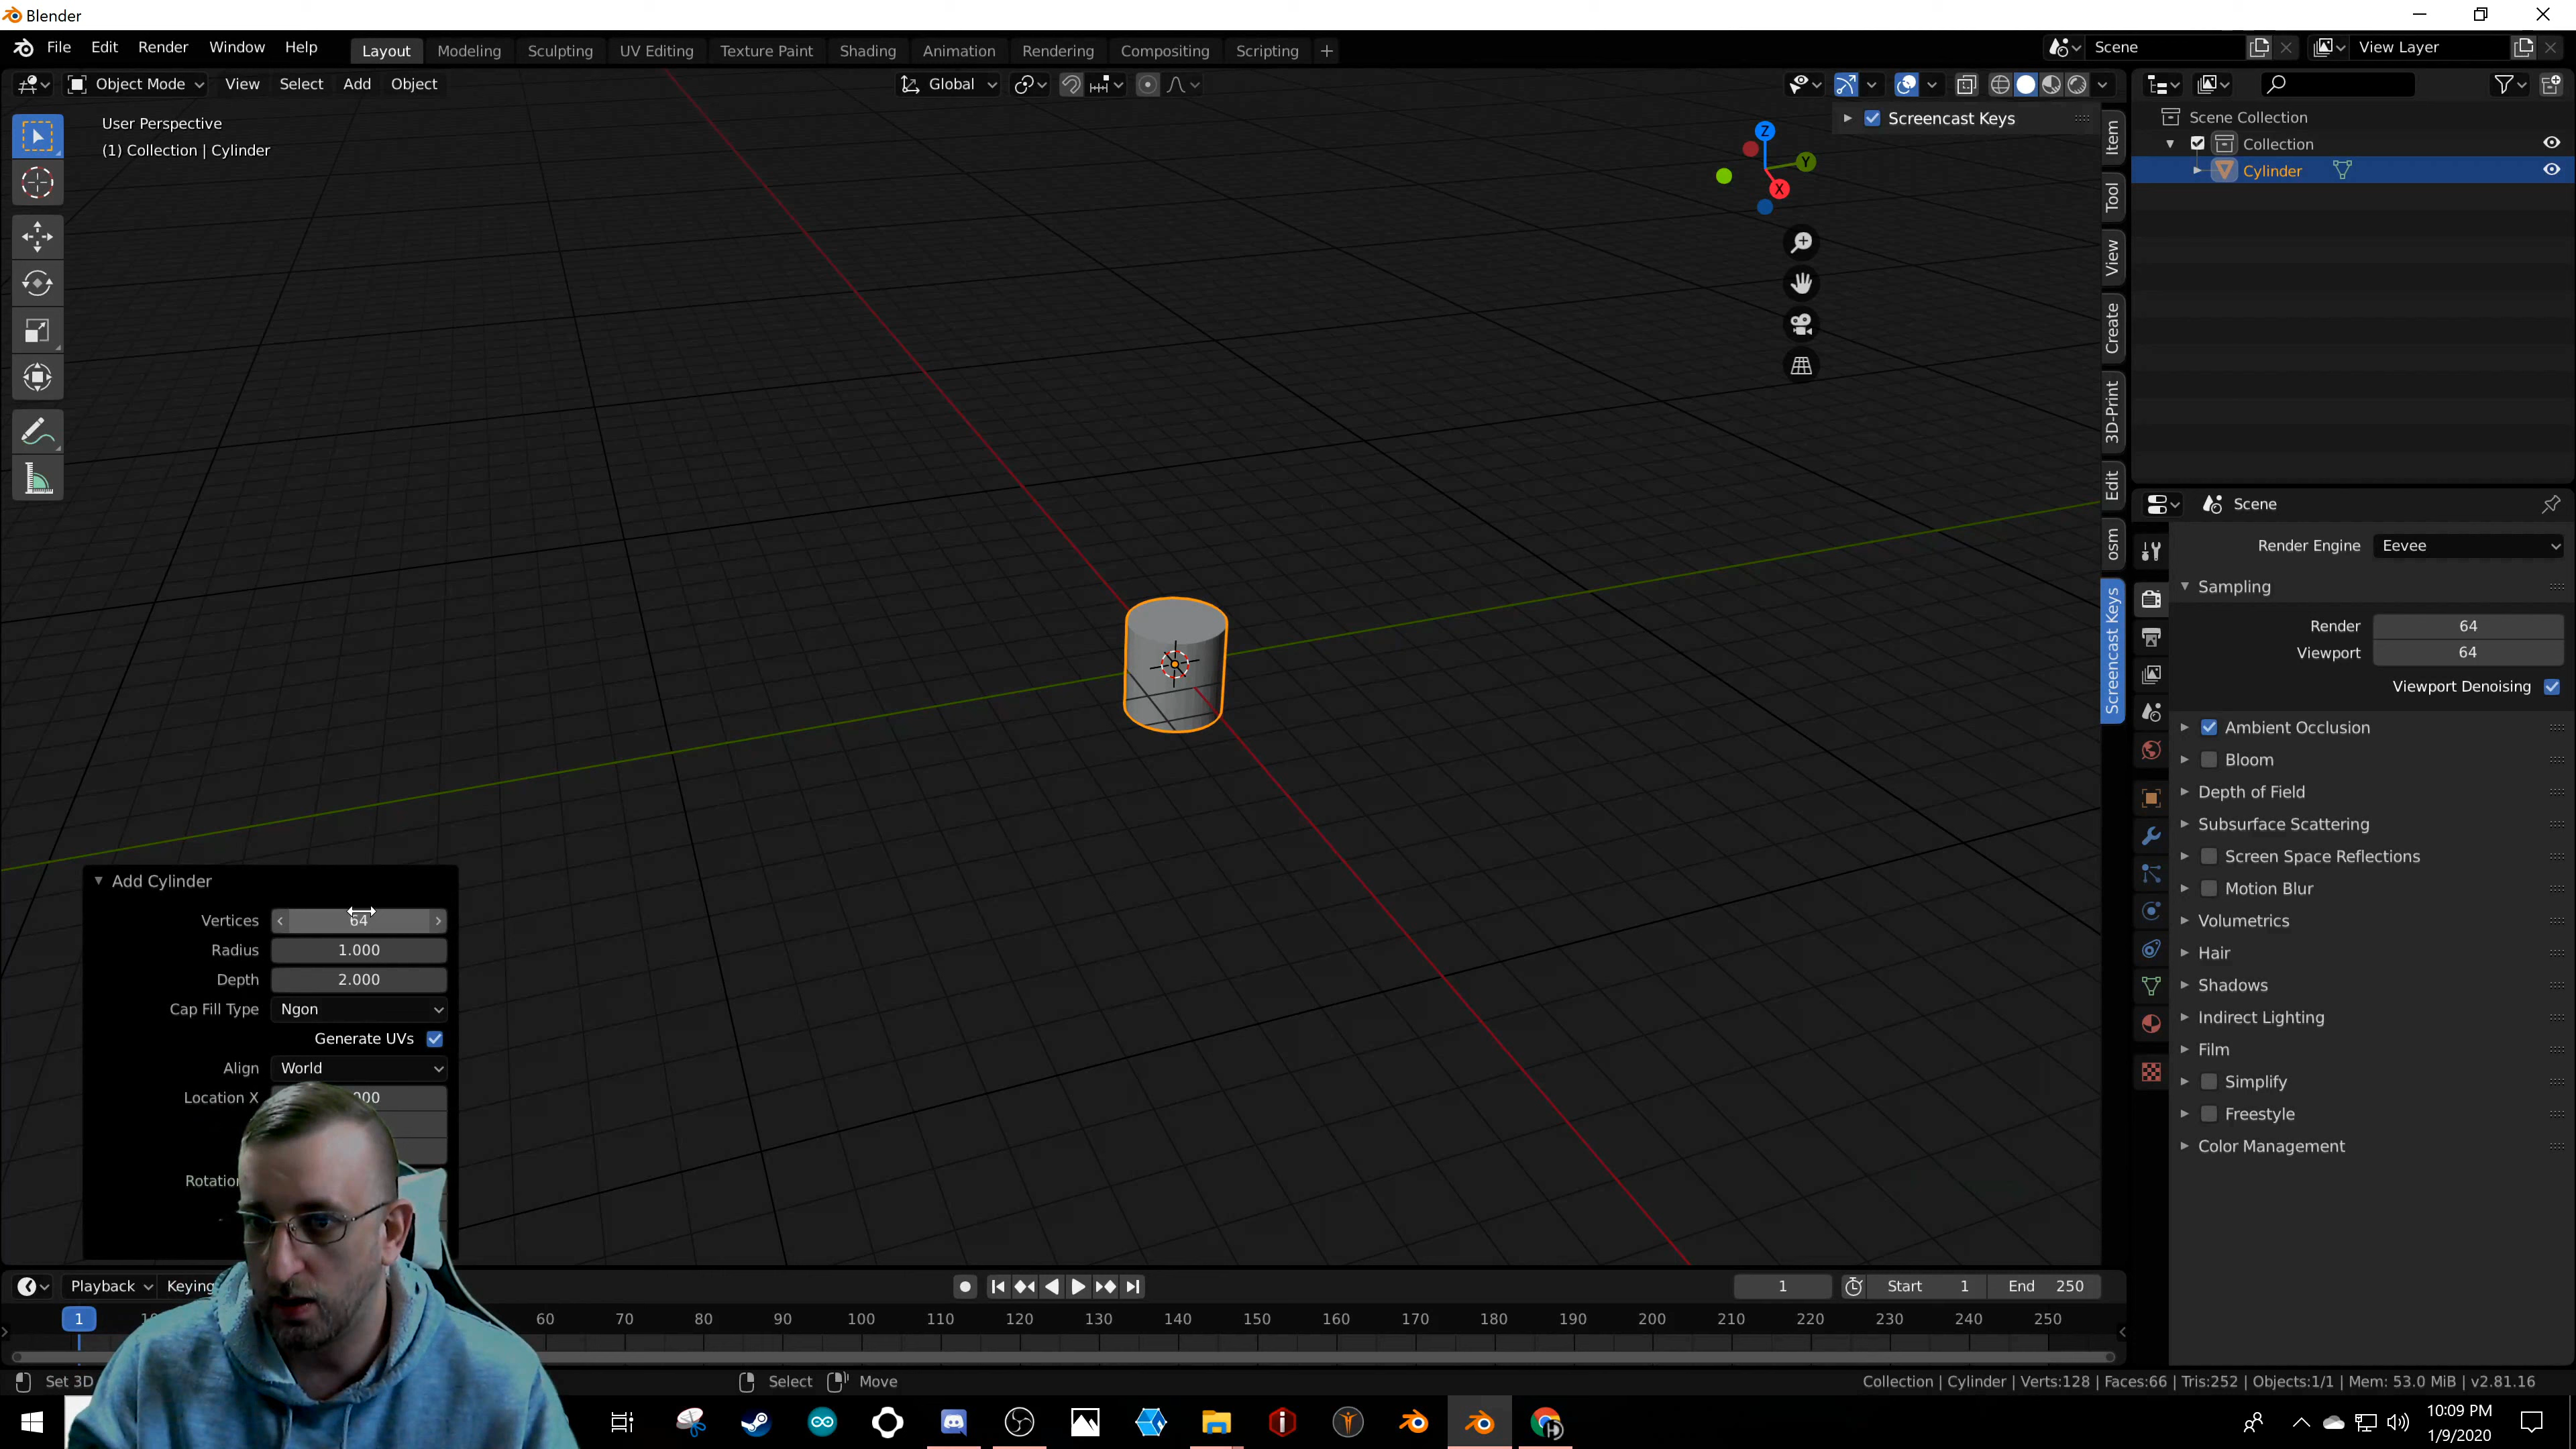 Blender
File Edit Render Window Help Layout Modeling Sculpting UV Editing Texture Paint Shading Animation Rendering Compositing Scripting + Scene View Layer
Object Mode View Select Add Object Global
User Perspective
(1) Collection | Cylinder
Screencast Keys
Z
Y
X
Item
Tool
View
Create
3D-Print
Edit
osm
Screencast Keys
Scene Collection
Collection
Cylinder
Scene
Render Engine Eevee
Sampling
Render 64
Viewport 64
Viewport Denoising
Ambient Occlusion
Bloom
Depth of Field
Subsurface Scattering
Screen Space Reflections
Motion Blur
Volumetrics
Hair
Shadows
Indirect Lighting
Film
Simplify
Freestyle
Color Management
Add Cylinder
Vertices 64
Radius 1.000
Depth 2.000
Cap Fill Type Ngon
Generate UVs
Align World
Location X
Playback Keying 1 Start 1 End 250
1 60 70 80 90 100 110 120 130 140 150 160 170 180 190 200 210 220 230 240 250
Set 3D Select Move Collection | Cylinder | Verts:128 | Faces:66 | Tris:252 | Objects:1/1 | Mem: 53.0 MiB | v2.81.16
10:09 PM
1/9/2020